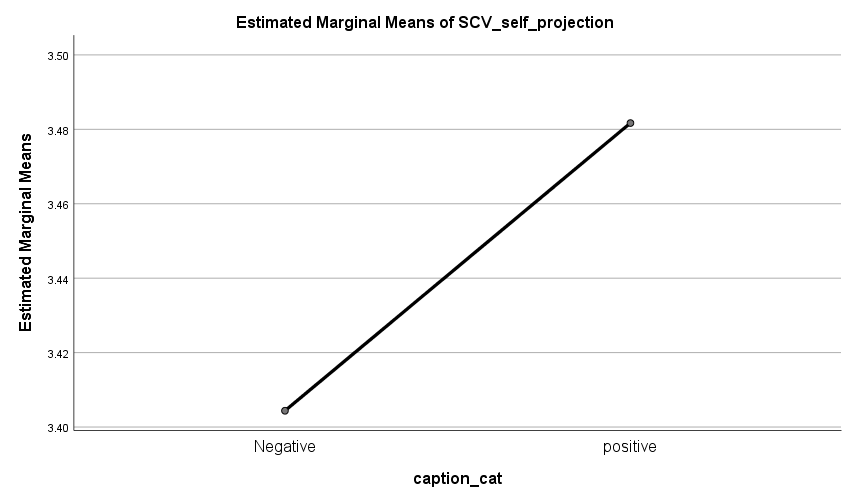 Estimated Marginal Means of SCV_self_projection
Estimated Marginal Means
3.50
3.48
3.46
3.44
3.42
3.40
Negative
positive
caption_cat